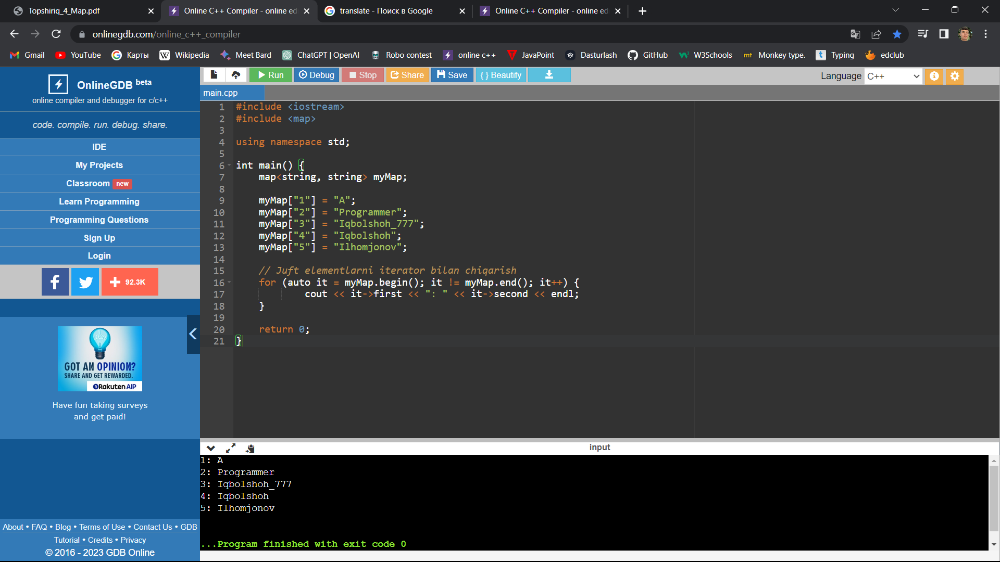 Topshiriq_4_Map.pdf
Online C++ Compiler - online ed
translate - Поиск в Google
Online C++ Compiler - online ed
onlinegdb.com/online_c++_compiler
Gmail YouTube Карты Wikipedia Meet Bard ChatGPT | OpenAI Robo contest online c++ JavaPoint Dasturlash GitHub W3Schools mt Monkey type. Typing edclub
OnlineGDB beta
online compiler and debugger for c/c++
code. compile. run. debug. share.
IDE
My Projects
Classroom new
Learn Programming
Programming Questions
Sign Up
Login
92.3K
GOT AN OPINION?
SHARE AND GET REWARDED.
Rakuten AIP
Have fun taking surveys
and get paid!
About • FAQ • Blog • Terms of Use • Contact Us • GDB
Tutorial • Credits • Privacy
© 2016 - 2023 GDB Online
Run Debug Stop Share Save { } Beautify
Language C++
main.cpp
1 #include <iostream>
2 #include <map>
3
4 using namespace std;
5
6 int main() {
7 map<string, string> myMap;
8
9 myMap["1"] = "A";
10 myMap["2"] = "Programmer";
11 myMap["3"] = "Iqbolshoh_777";
12 myMap["4"] = "Iqbolshoh";
13 myMap["5"] = "Ilhomjonov";
14
15 // Juft elementlarni iterator bilan chiqarish
16 for (auto it = myMap.begin(); it != myMap.end(); it++) {
17 cout << it->first << ": " << it->second << endl;
18 }
19
20 return 0;
21 }
input
1: A
2: Programmer
3: Iqbolshoh_777
4: Iqbolshoh
5: Ilhomjonov
...Program finished with exit code 0